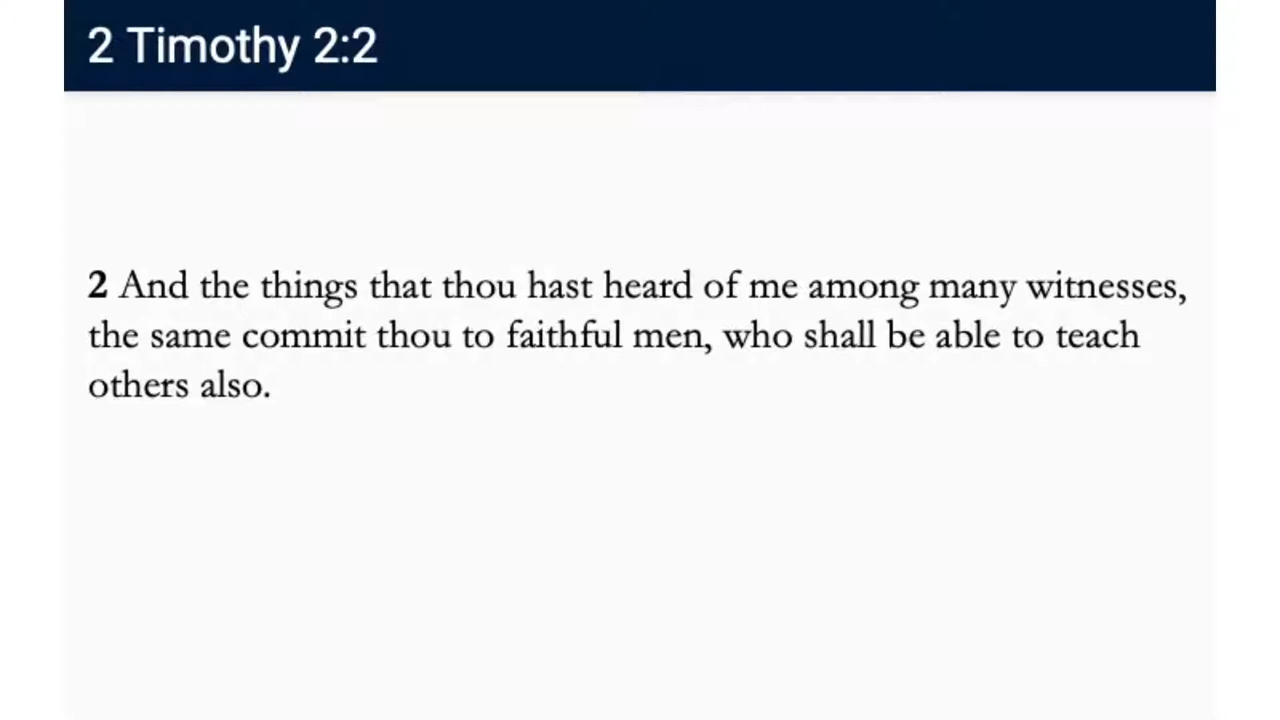 2 Timothy 2:2
2 And the things that thou hast heard of me among many witnesses,
the same commit thou to faithful men, who shall be able to teach
others also.